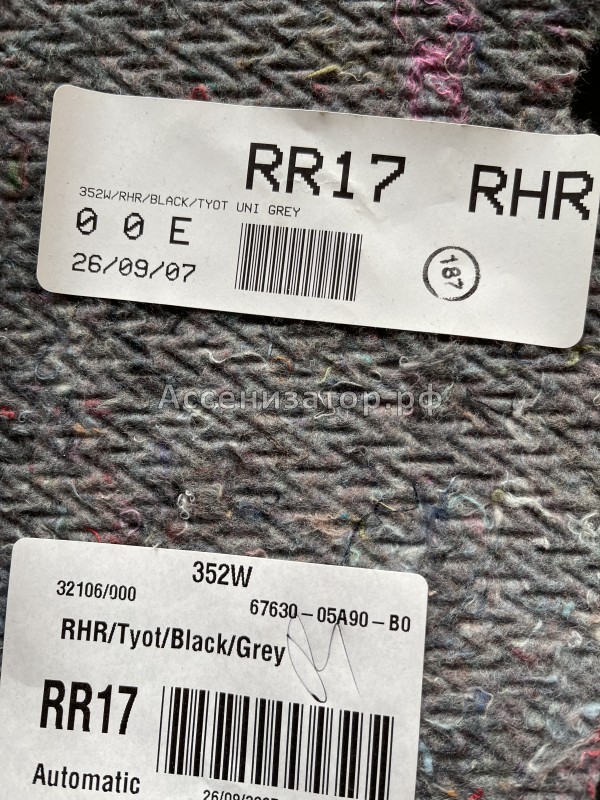 RR17 RHR
352W/RHR/BLACK/TYOT UNI GREY
0 0 E
26/09/07
187
Ассенизатор.рф
352W
32106/000
67630-05A90-B0
RHR/Tyot/Black/Grey
RR17
Automatic